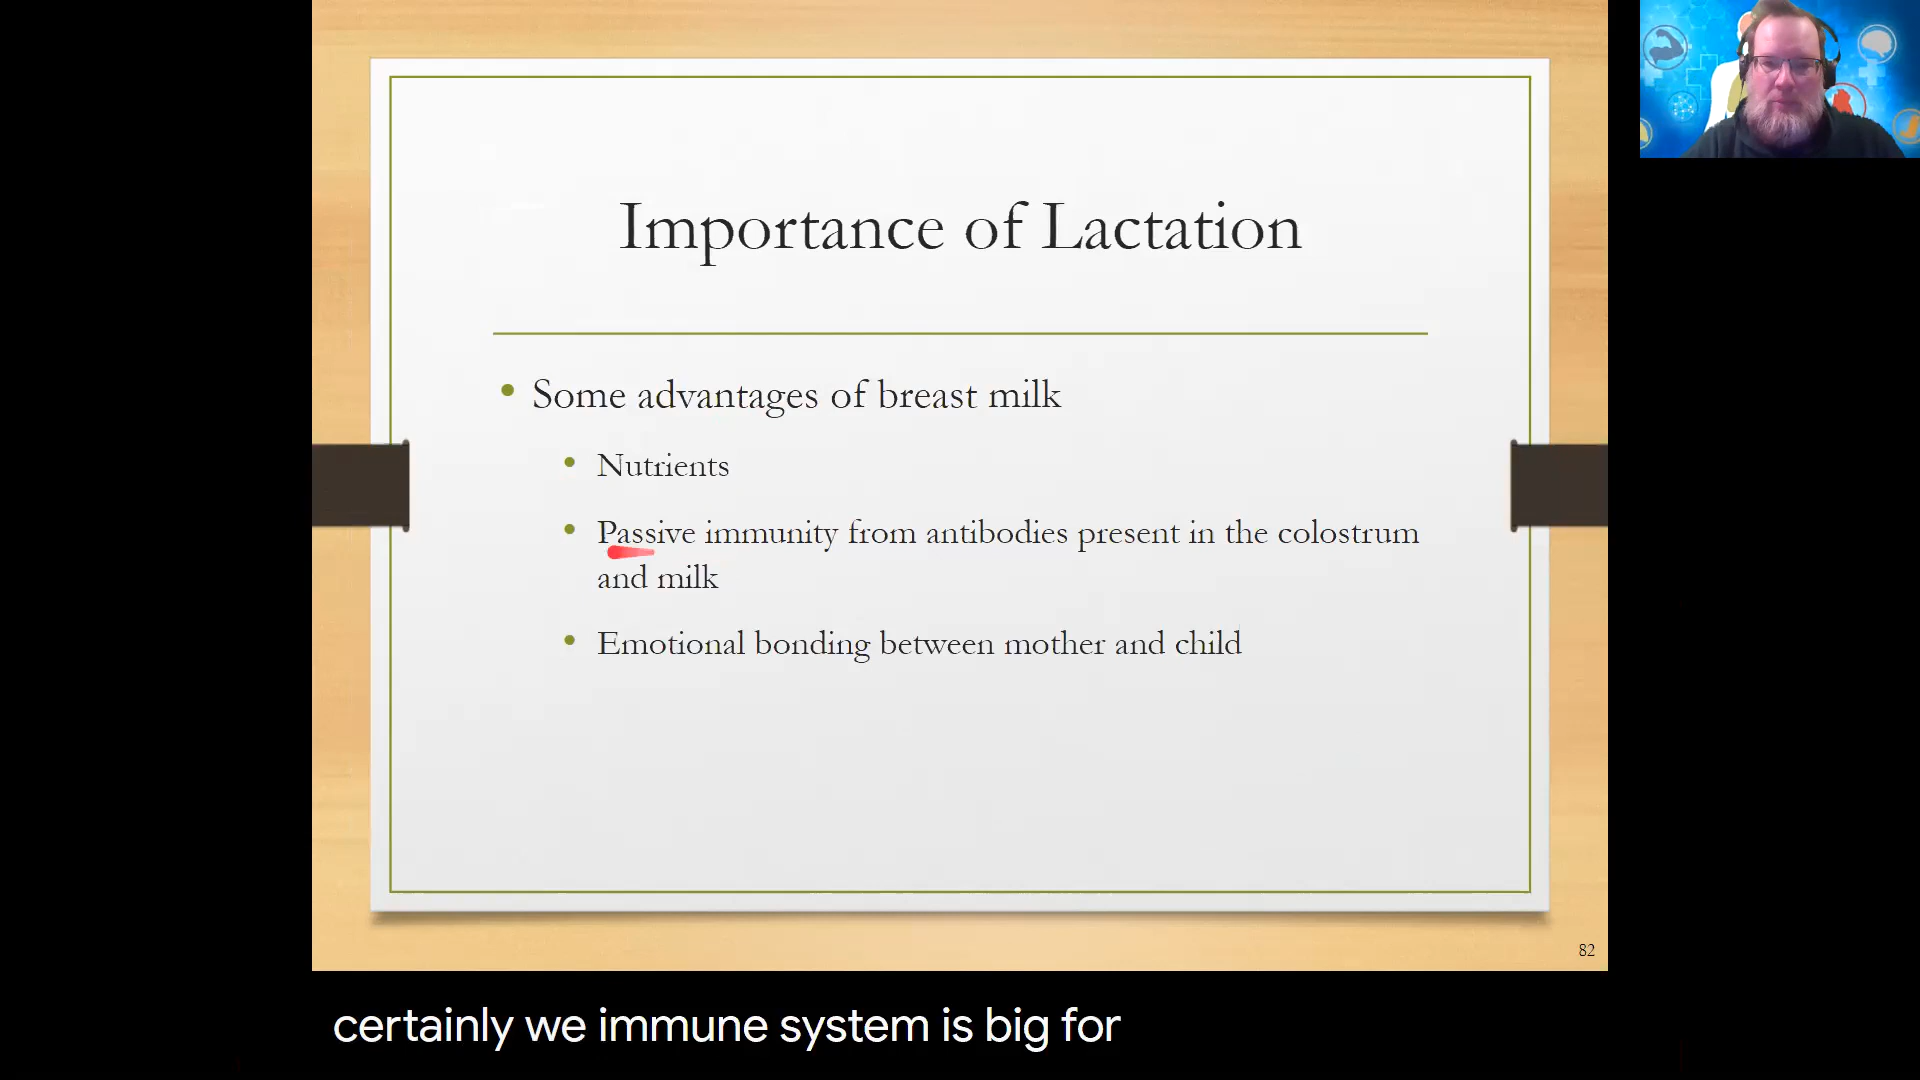 Importance of Lactation
Some advantages of breast milk
Nutrients
Passive immunity from antibodies present in the colostrum
and milk
Emotional bonding between mother and child
82
certainly we immune system is big for